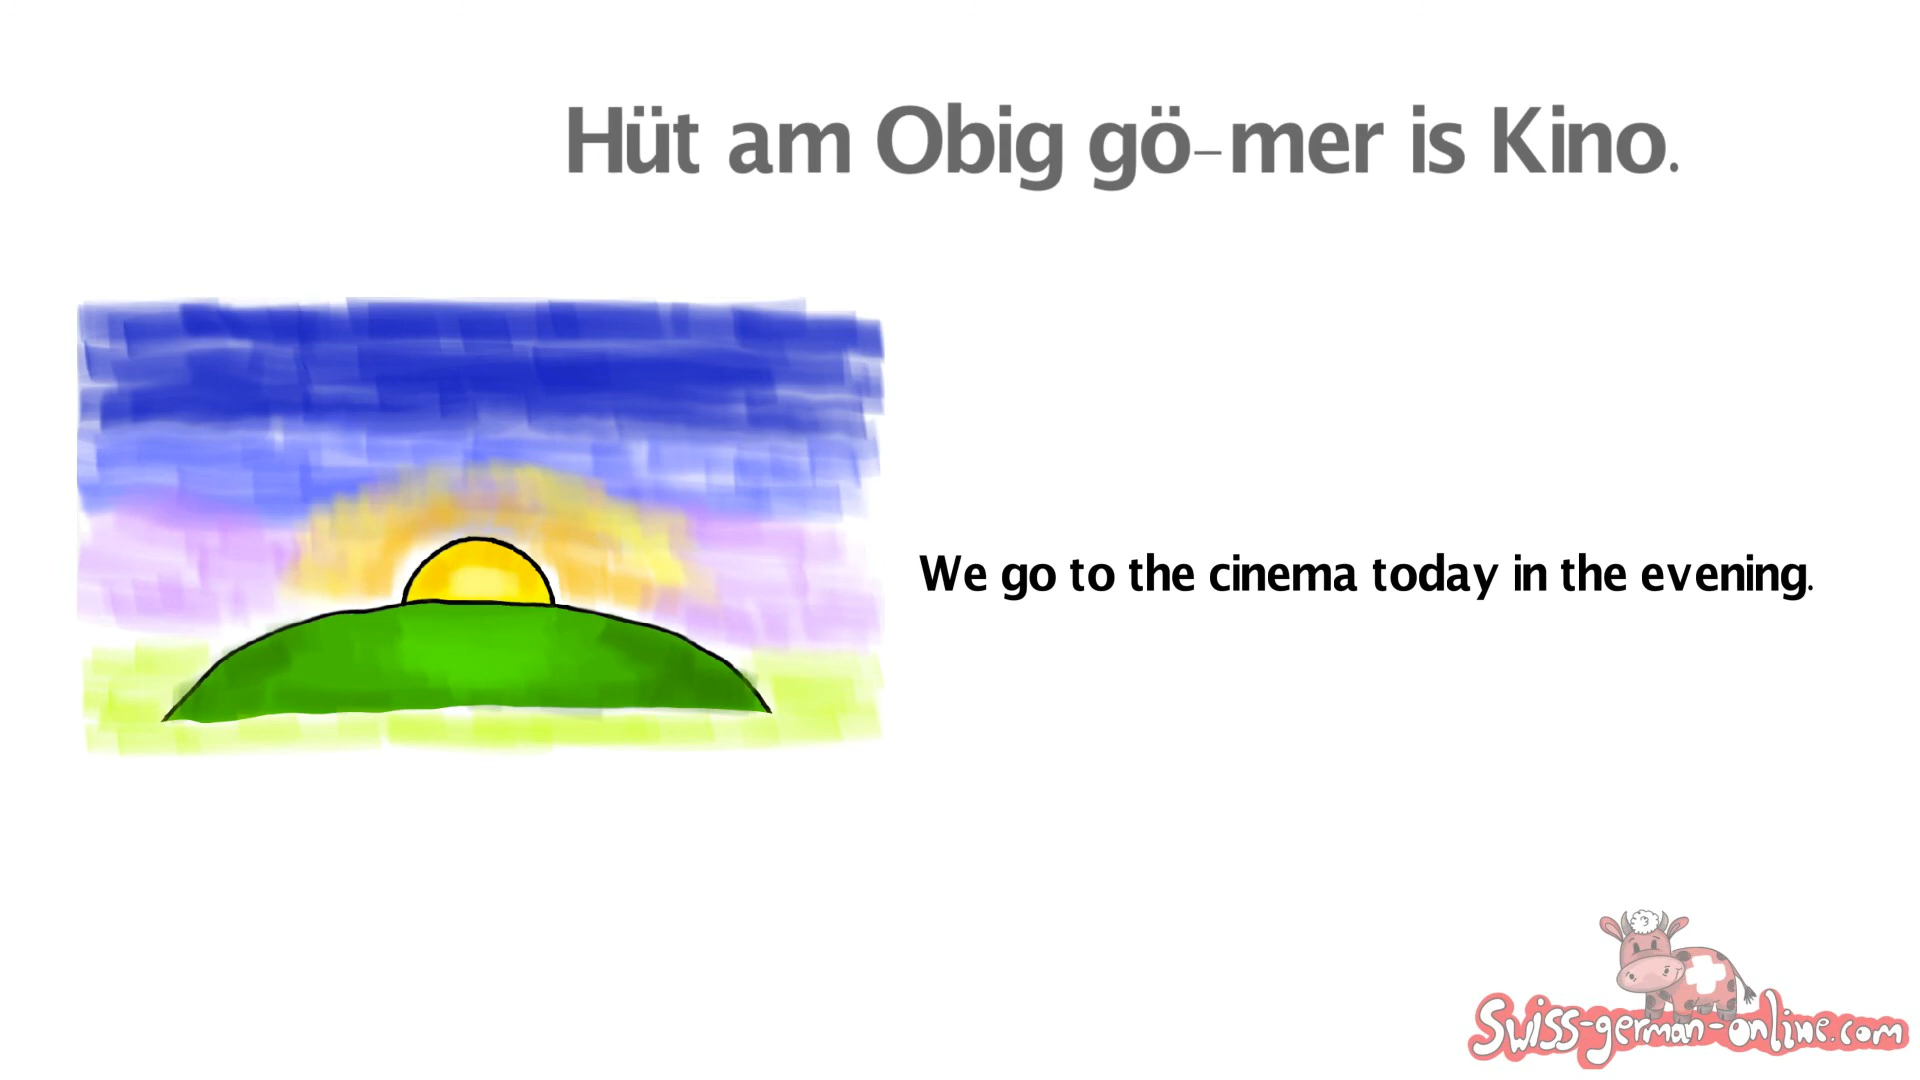 Hüt am Obig gö-mer is Kino.
We go to the cinema today in the evening.
Swiss-german-online.com